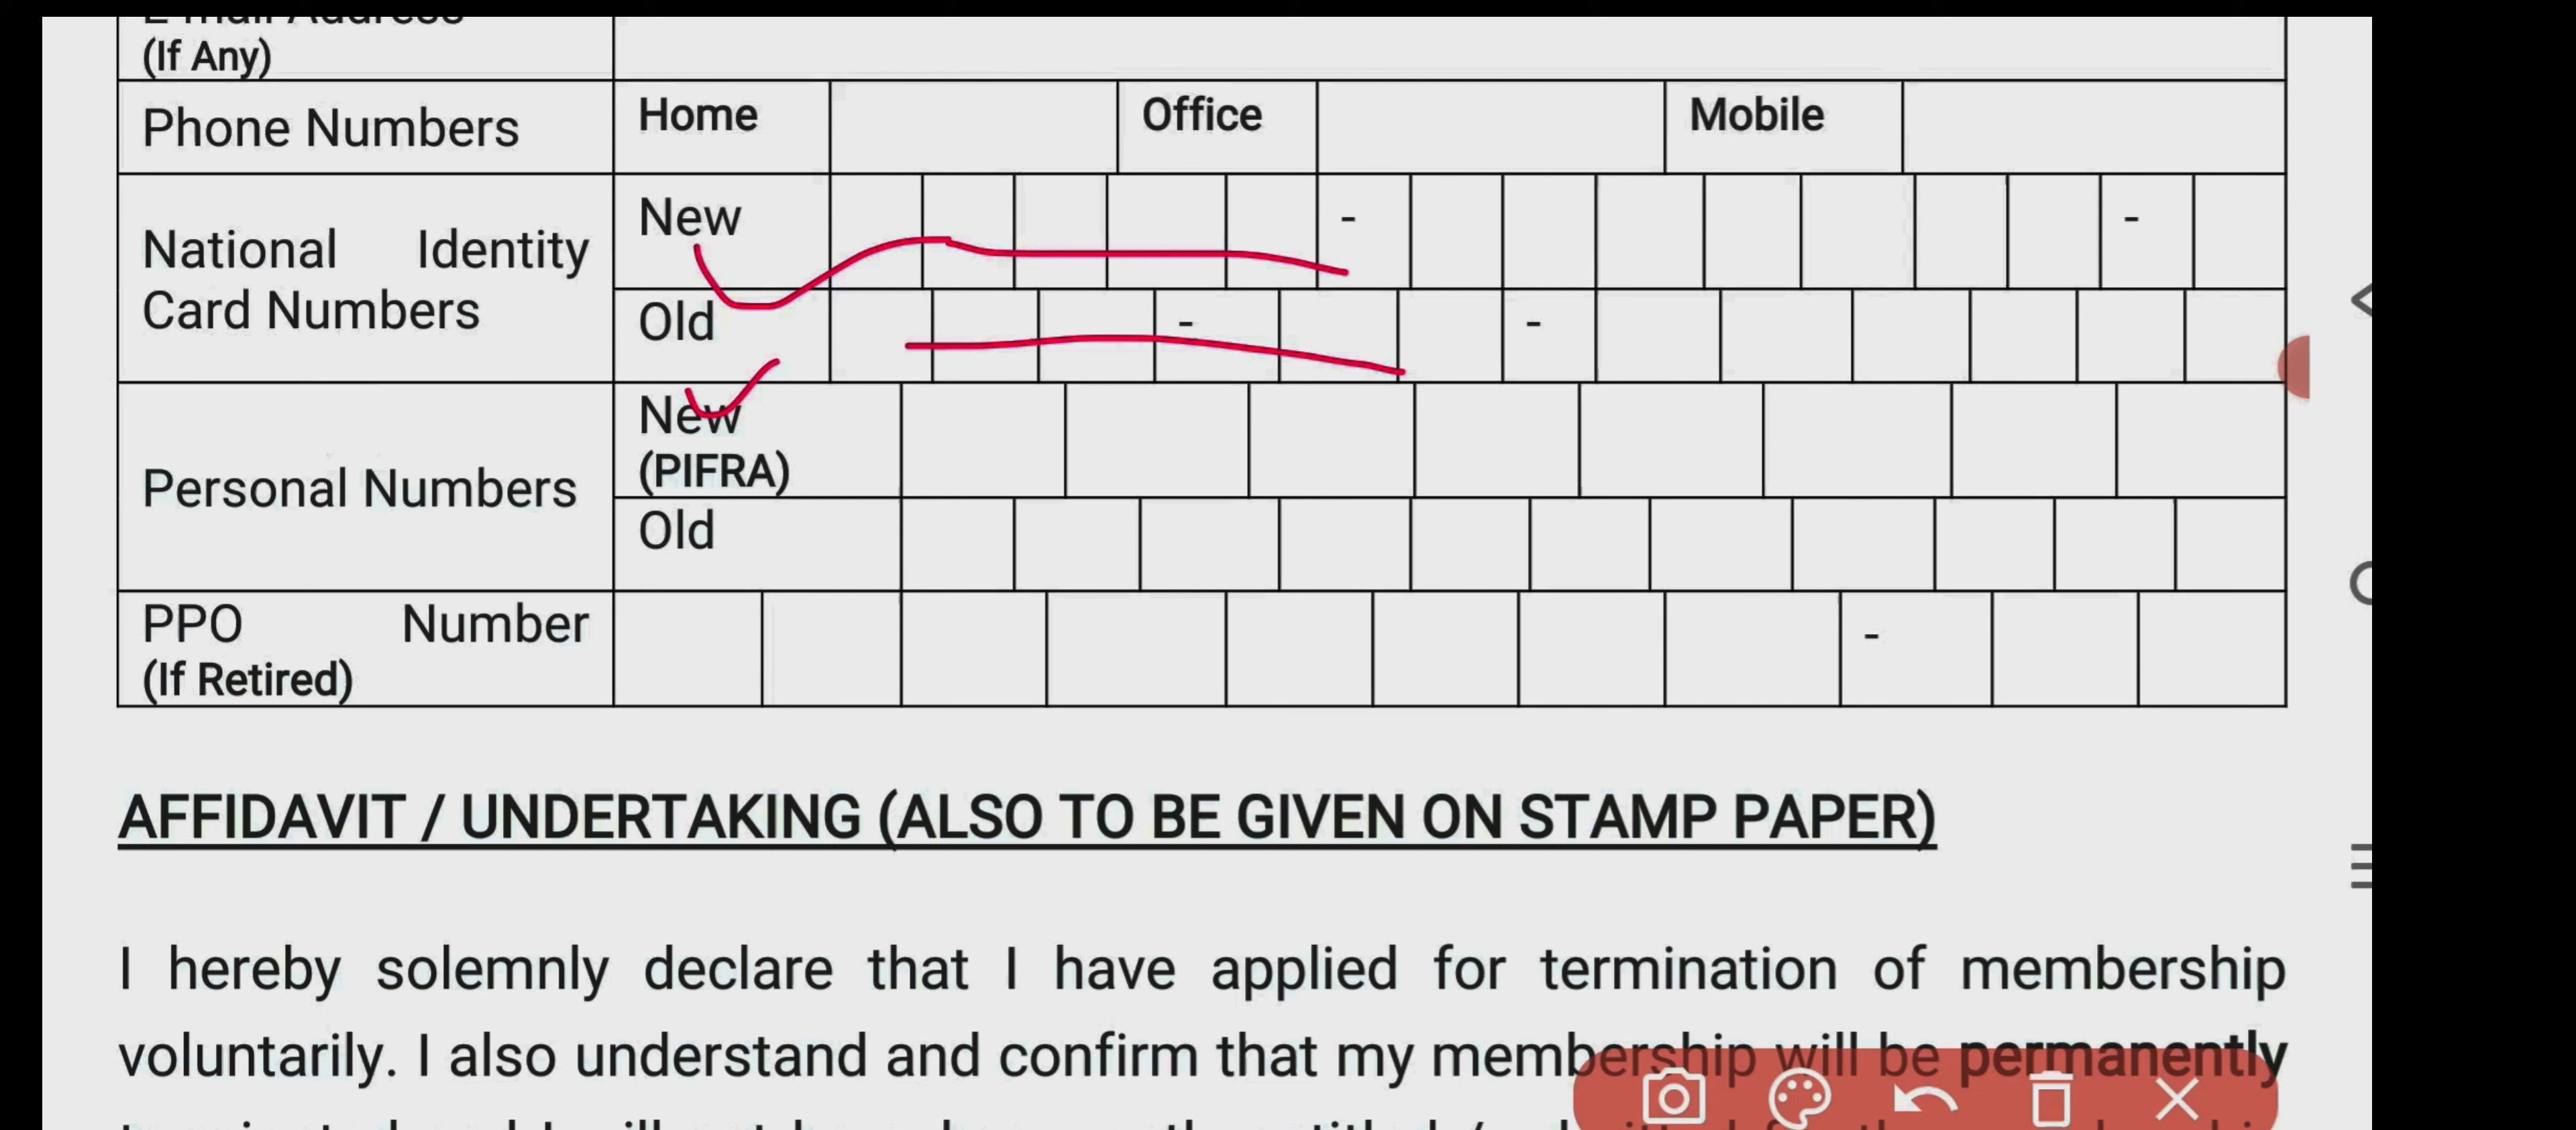 E-mail Address
(If Any)
Phone Numbers Home Office Mobile
National Identity Card Numbers
New - -
Old - -
Personal Numbers
New (PIFRA)
Old
PPO Number -
(If Retired)
AFFIDAVIT / UNDERTAKING (ALSO TO BE GIVEN ON STAMP PAPER)
I hereby solemnly declare that I have applied for termination of membership
voluntarily. I also understand and confirm that my membership will be permanently